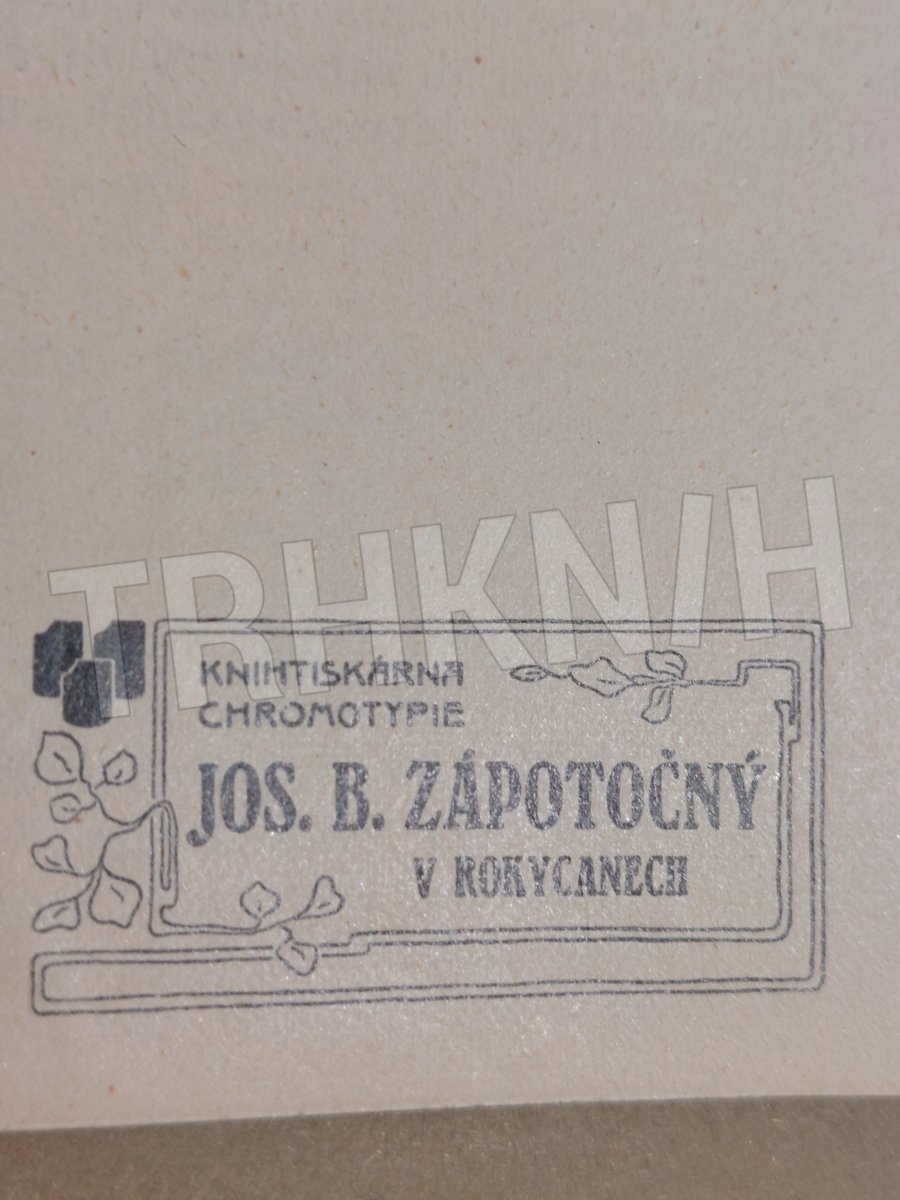 TRHKNIH
KNIHTISKÁRNA
CHROMOTYPIE
JOS. B. ZÁPOTOČNÝ
V ROKYCANECH